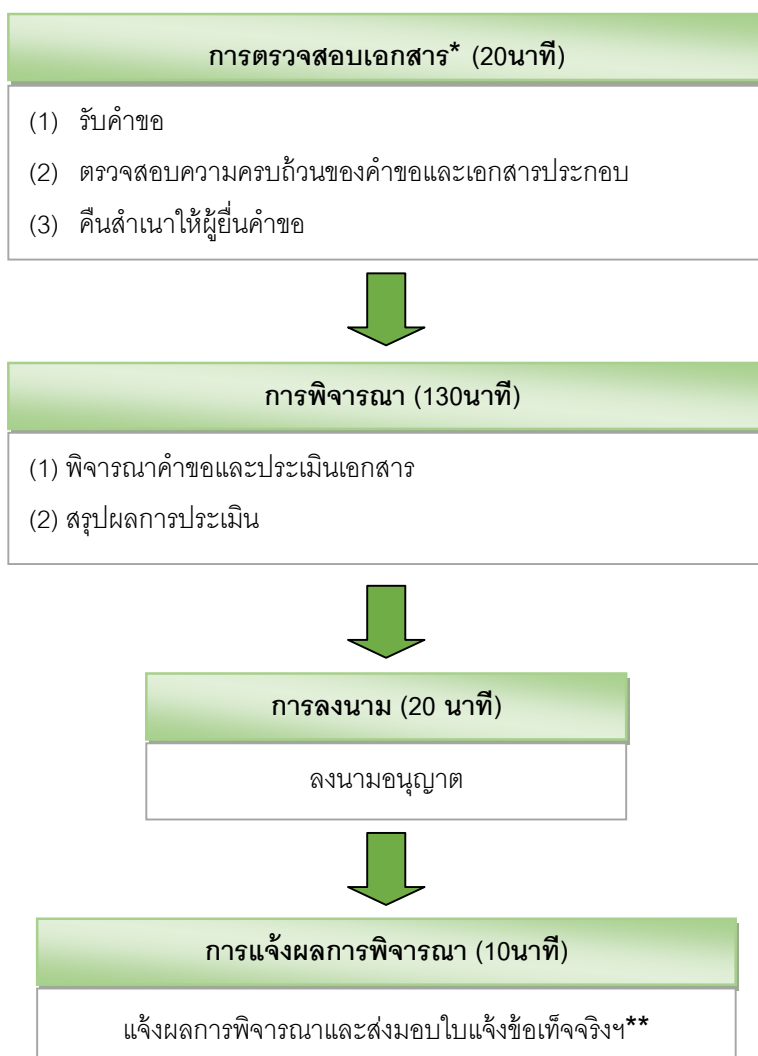 การตรวจสอบเอกสาร* (20นาที)
(1) รับคำขอ
(2) ตรวจสอบความครบถ้วนของคำขอและเอกสารประกอบ
(3) คืนสำเนาให้ผู้ยื่นคำขอ
การพิจารณา (130นาที)
(1) พิจารณาคำขอและประเมินเอกสาร
(2) สรุปผลการประเมิน
การลงนาม (20 นาที)
ลงนามอนุญาต
การแจ้งผลการพิจารณา (10นาที)
แจ้งผลการพิจารณาและส่งมอบใบแจ้งข้อเท็จจริงฯ**